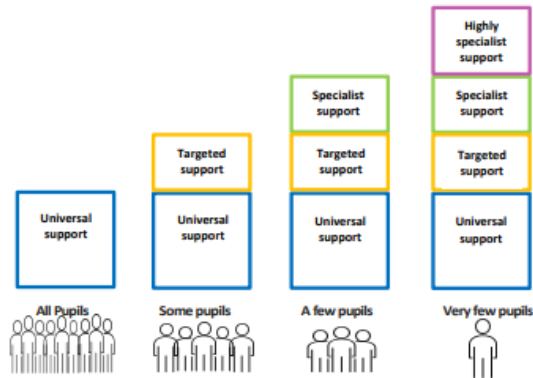 Highly
specialist
support
Specialist
support
Specialist
support
Targeted
support
Targeted
support
Targeted
support
Universal
support
Universal
support
Universal
support
Universal
support
All Pupils
Some pupils
A few pupils
Very few pupils